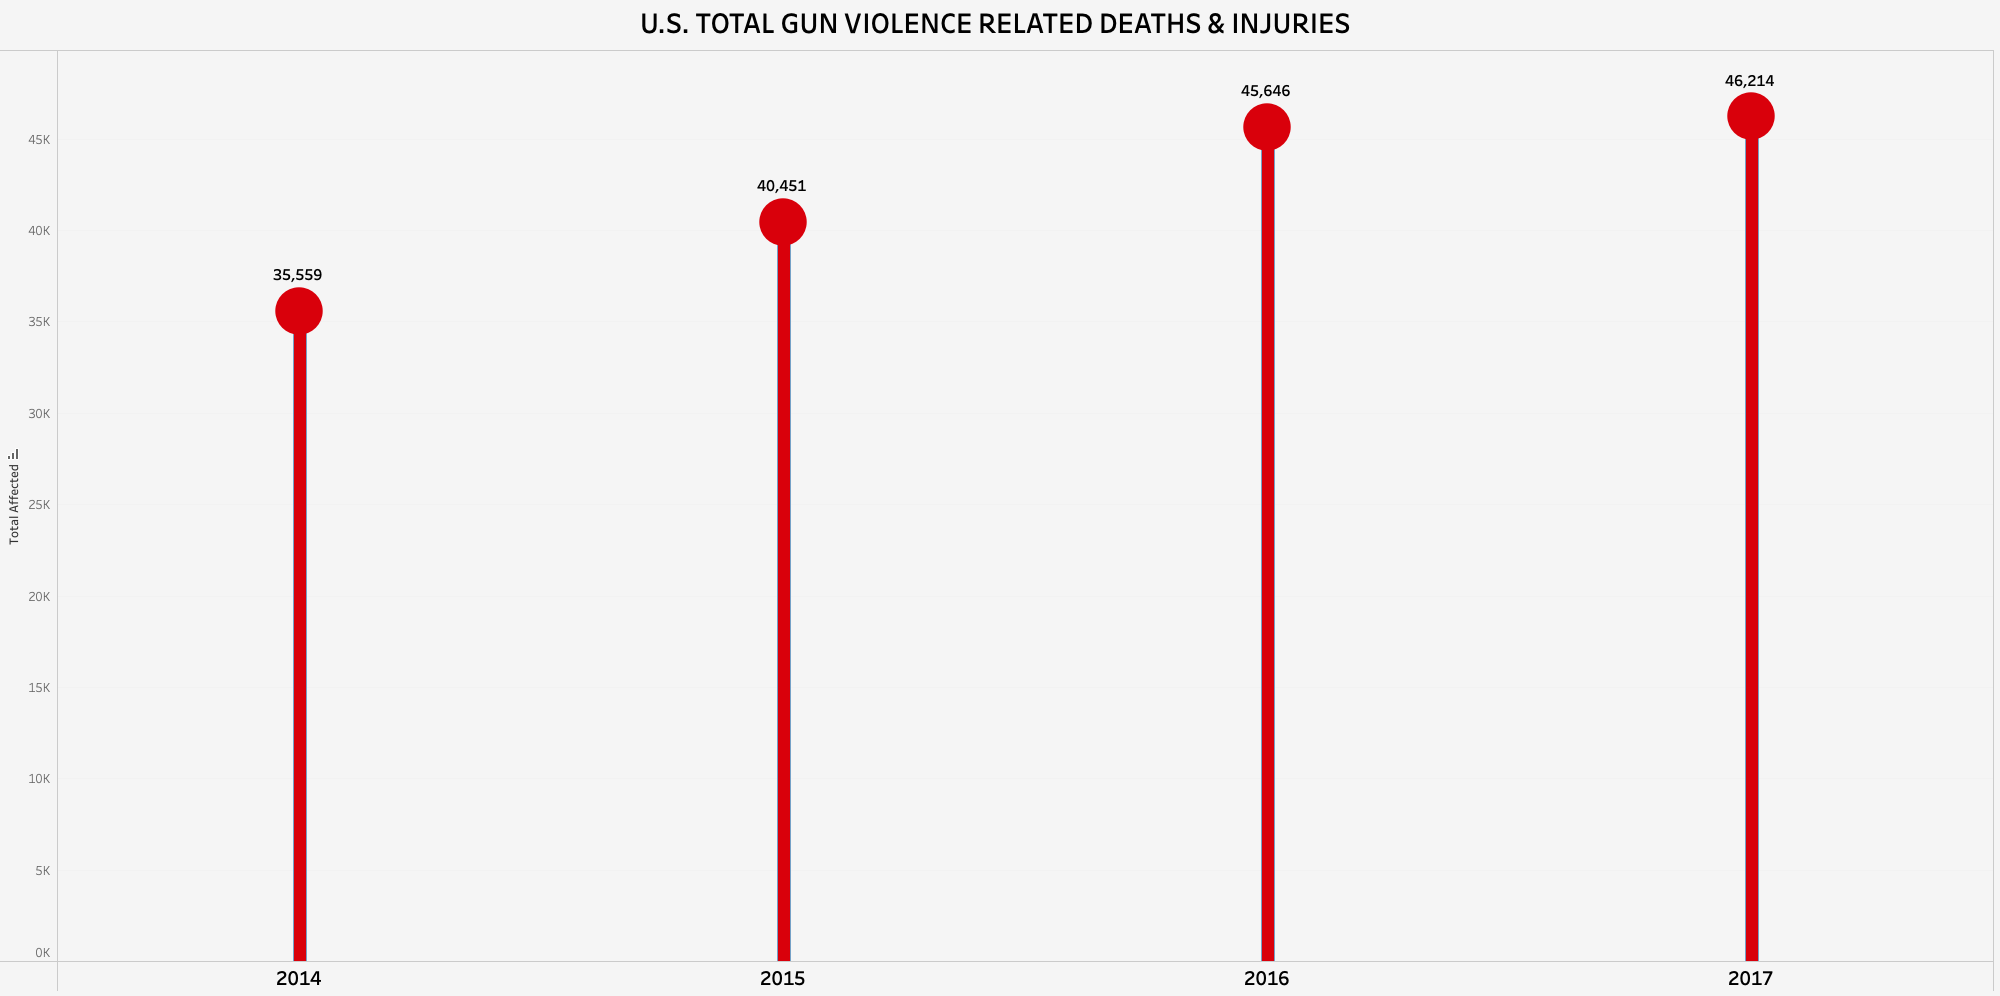 U.S. TOTAL GUN VIOLENCE RELATED DEATHS & INJURIES
46,214
45,646
45K
40,451
40K
35,559
35K
30K
Total Affected
25K
20K
15K
10K
5K
0K
2014
2015
2016
2017